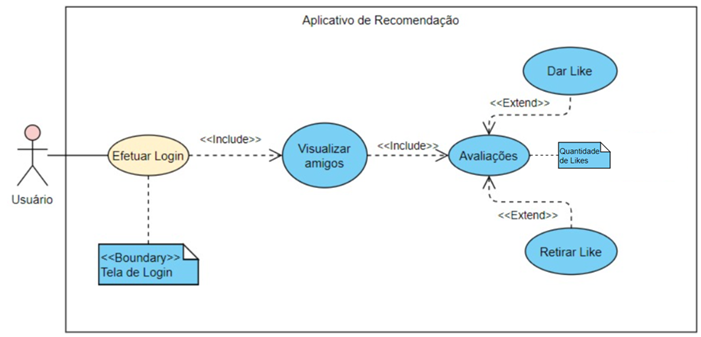 Aplicativo de Recomendação
Dar Like
<<Extend>>
Usuário
Efetuar Login
<<Include>>
Visualizar
amigos
<<Include>>
Avaliações
Quantidade
de Likes
<<Extend>>
Retirar Like
<<Boundary>>
Tela de Login